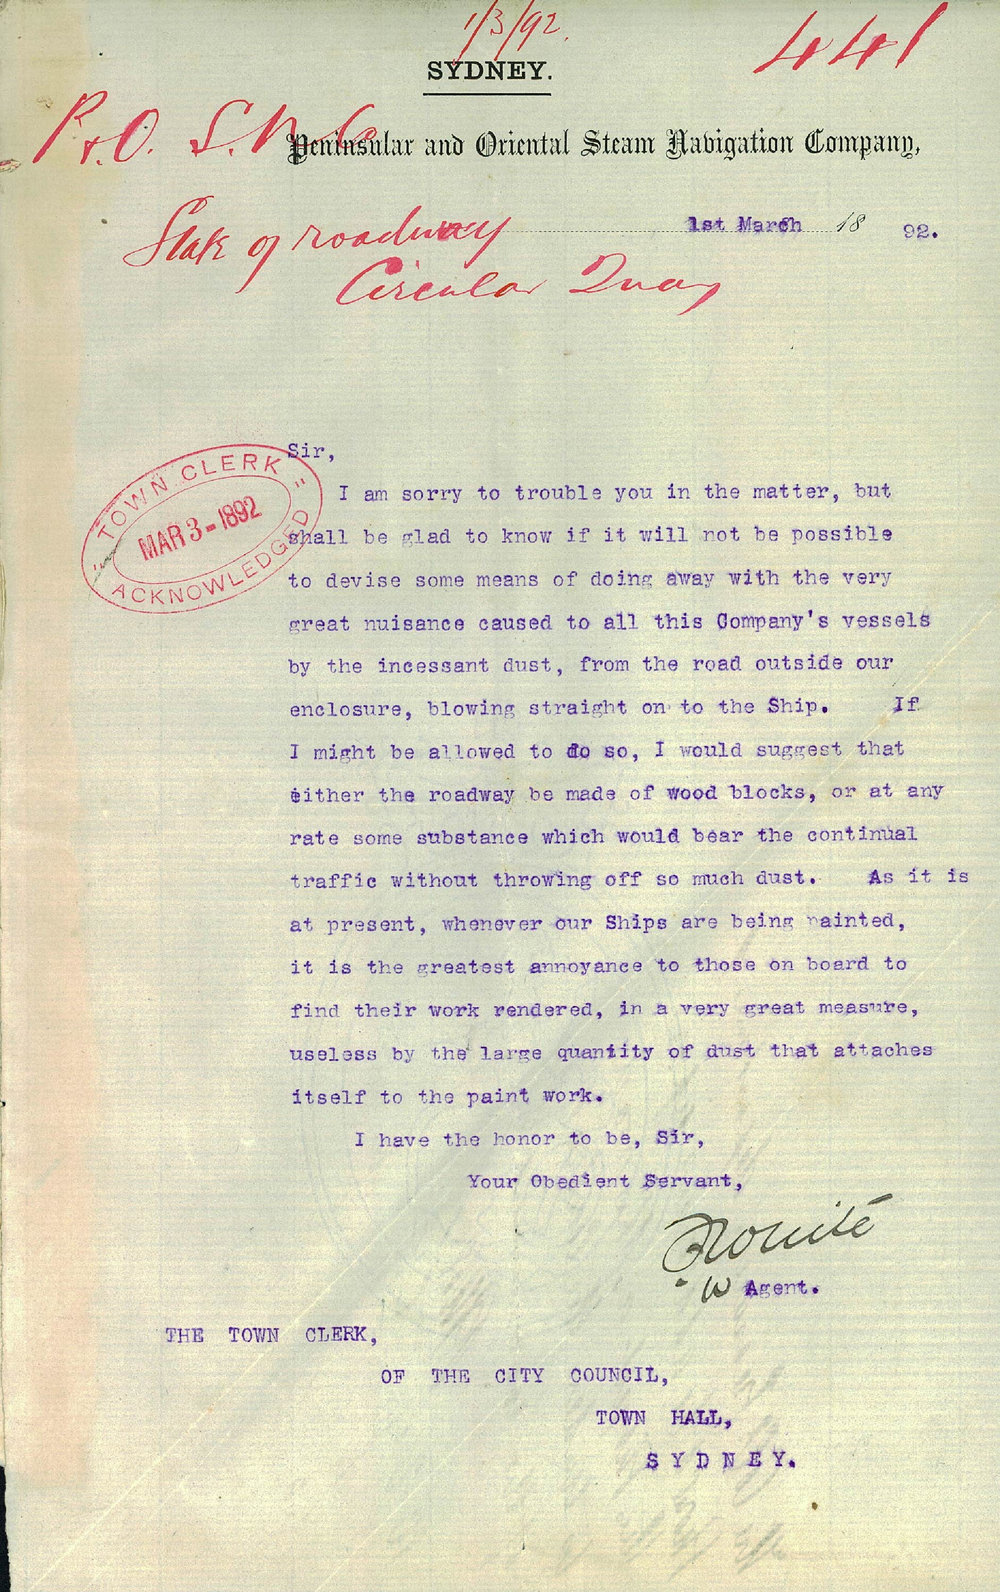 1/3/92.
441
SYDNEY.
P. & O. S. N. Co
Peninsular and Oriental Steam Navigation Company,
1st March 18 92.
State of roadway
Circular Quay
"TOWN CLERK"
MAR 3 - 1892
ACKNOWLEDGED
Sir,
I am sorry to trouble you in the matter, but
shall be glad to know if it will not be possible
to devise some means of doing away with the very
great nuisance caused to all this Company's vessels
by the incessant dust, from the road outside our
enclosure, blowing straight on to the Ship. If
I might be allowed to do so, I would suggest that
either the roadway be made of wood blocks, or at any
rate some substance which would bear the continual
traffic without throwing off so much dust. As it is
at present, whenever our Ships are being painted,
it is the greatest annoyance to those on board to
find their work rendered, in a very great measure,
useless by the large quantity of dust that attaches
itself to the paint work.
I have the honor to be, Sir,
Your Obedient Servant,
Agent.
THE TOWN CLERK,
OF THE CITY COUNCIL,
TOWN HALL,
SYDNEY.